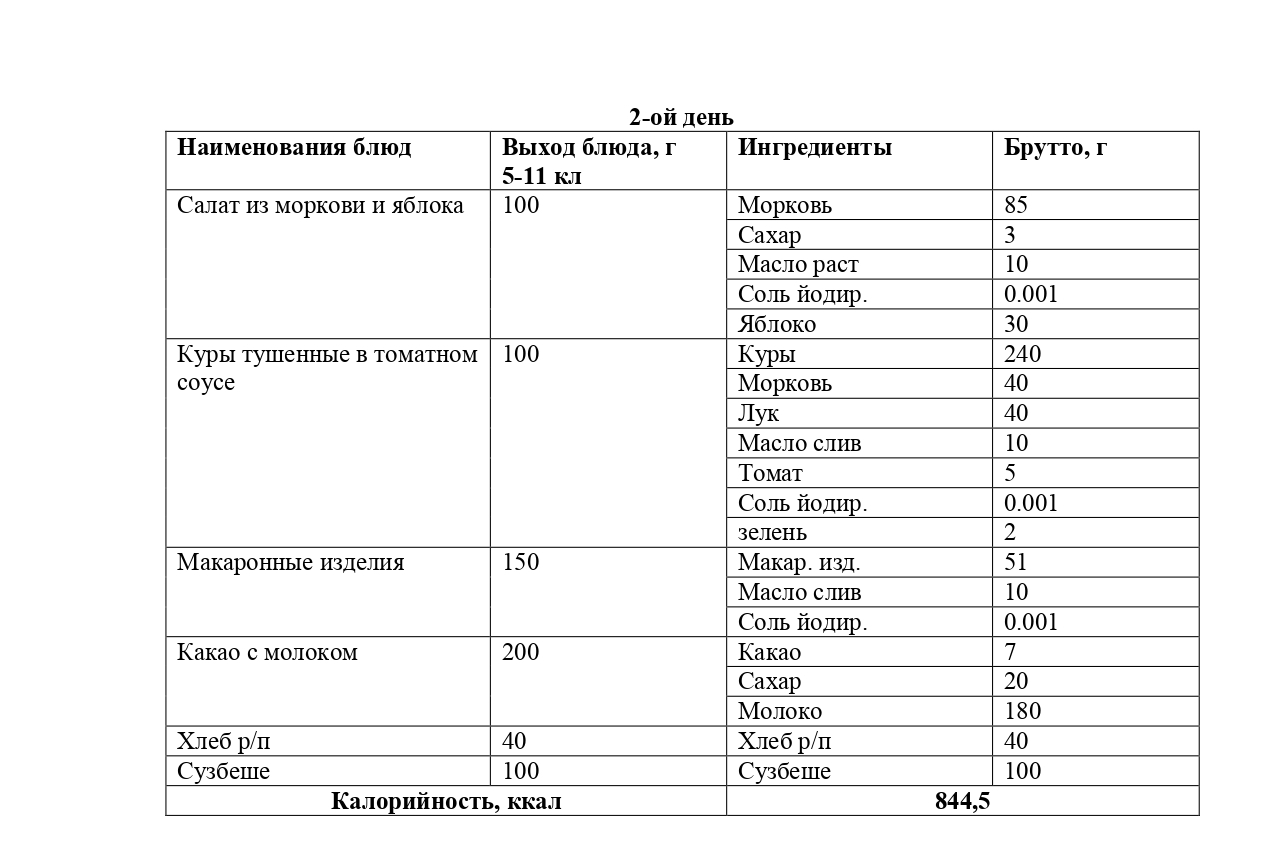 2-ой день
Наименования блюд	Выход блюда, г	Ингредиенты	Брутто, г
5-11 кл
Салат из моркови и яблока	100	Морковь	85
Сахар	3
Масло раст	10
Соль йодир.	0.001
Яблоко	30
Куры тушенные в томатном	100	Куры	240
соусе	Морковь	40
Лук	40
Масло слив	10
Томат	5
Соль йодир.	0.001
зелень	2
Макаронные изделия	150	Макар. изд.	51
Масло слив	10
Соль йодир.	0.001
Какао с молоком	200	Какао	7
Сахар	20
Молоко	180
Хлеб р/п	40	Хлеб р/п	40
Сузбеше	100	Сузбеше	100
Калорийность, ккал	844,5